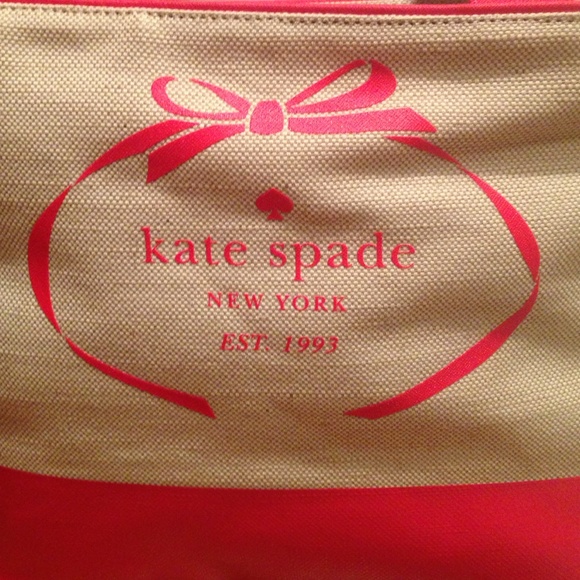 kate spade
NEW YORK
EST. 1993